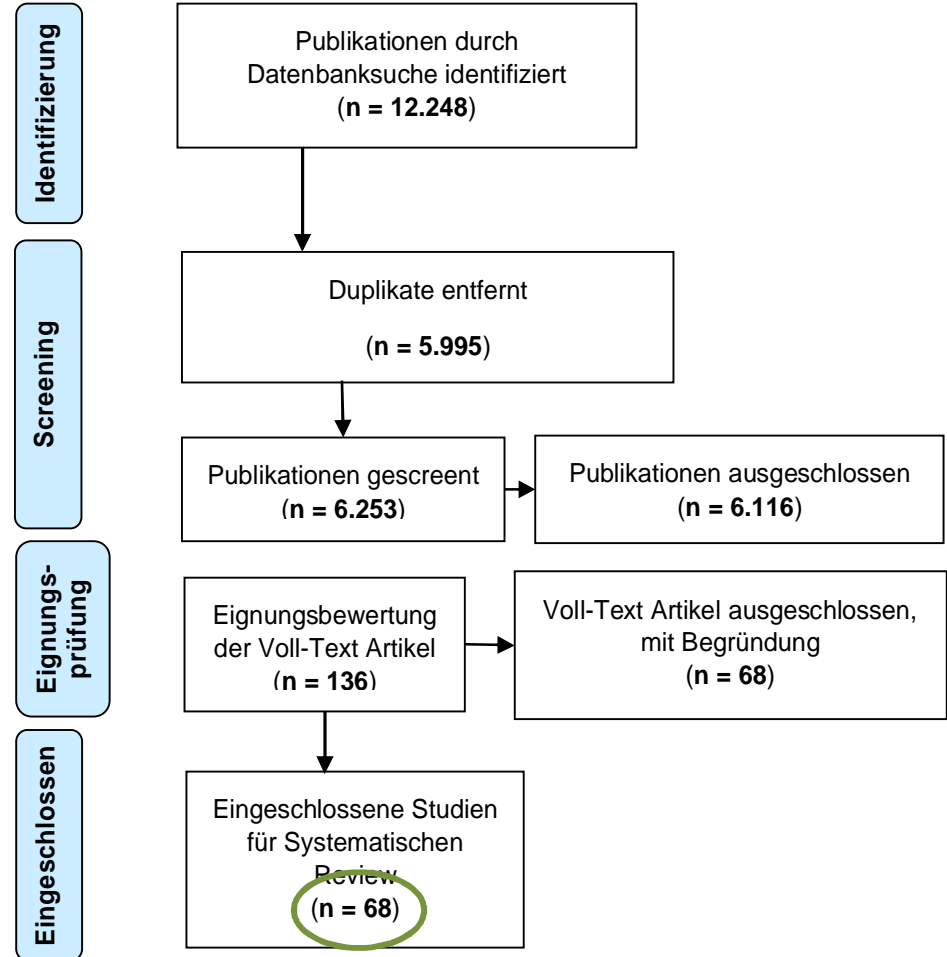 Identifizierung
Publikationen durch
Datenbanksuche identifiziert
(n = 12.248)
Screening
Duplikate entfernt
(n = 5.995)
Publikationen gescreent
(n = 6.253)
Publikationen ausgeschlossen
(n = 6.116)
Eignungs-
prüfung
Eignungsbewertung
der Voll-Text Artikel
(n = 136)
Voll-Text Artikel ausgeschlossen,
mit Begründung
(n = 68)
Eingeschlossen
Eingeschlossene Studien
für Systematischen
Review
(n = 68)